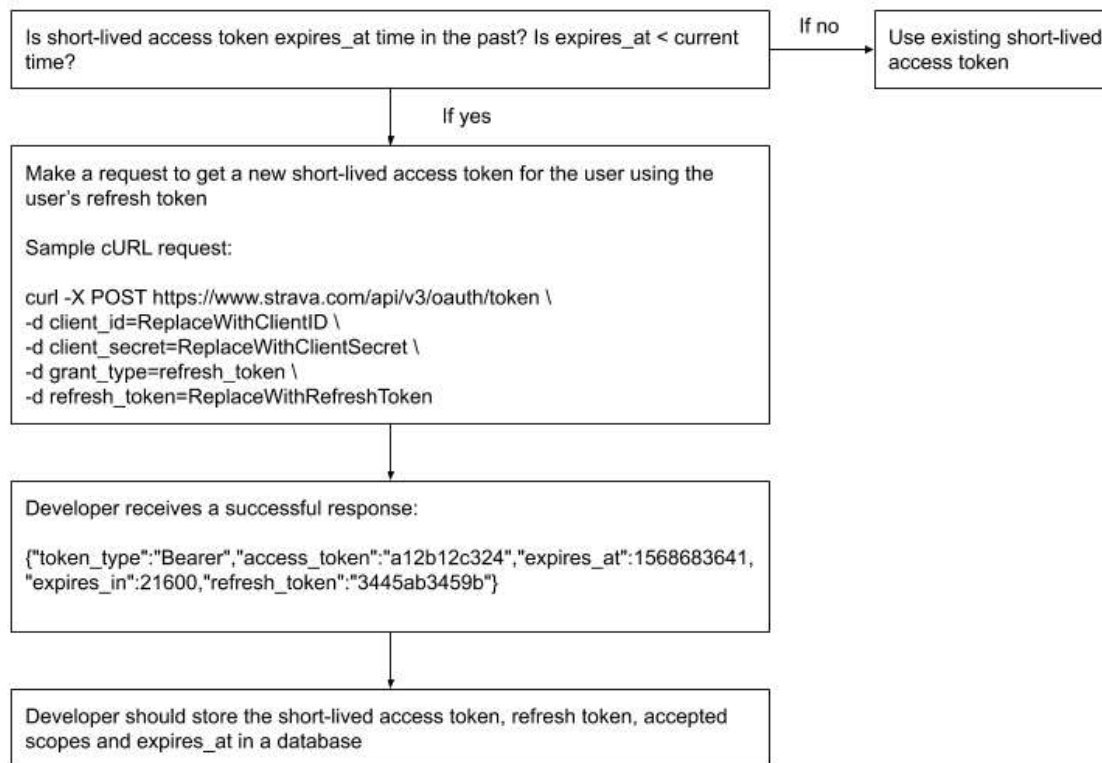 Is short-lived access token expires_at time in the past? Is expires_at < current
time?
If no
Use existing short-lived
access token
If yes
Make a request to get a new short-lived access token for the user using the
user’s refresh token
Sample cURL request:
curl -X POST https://www.strava.com/api/v3/oauth/token \
-d client_id=ReplaceWithClientID \
-d client_secret=ReplaceWithClientSecret \
-d grant_type=refresh_token \
-d refresh_token=ReplaceWithRefreshToken
Developer receives a successful response:
{"token_type":"Bearer","access_token":"a12b12c324","expires_at":1568683641,
"expires_in":21600,"refresh_token":"3445ab3459b"}
Developer should store the short-lived access token, refresh token, accepted
scopes and expires_at in a database